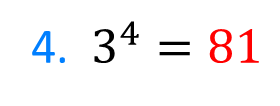 4. 3⁴ = 81